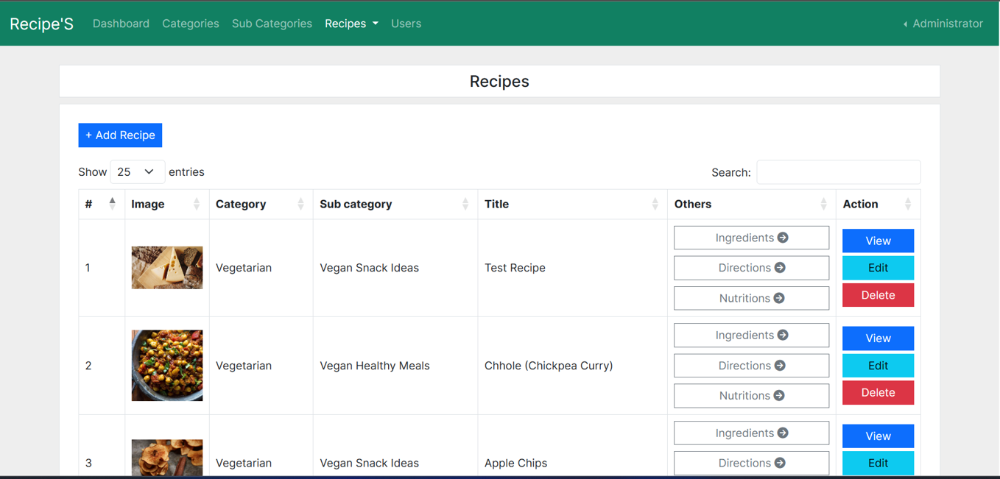 Recipe'S Dashboard Categories Sub Categories Recipes Users Administrator
Recipes
+ Add Recipe
Show 25 entries Search:
# Image Category Sub category Title Others Action
Ingredients View
1 Vegetarian Vegan Snack Ideas Test Recipe Directions Edit
Nutritions Delete
Ingredients View
2 Vegetarian Vegan Healthy Meals Chhole (Chickpea Curry) Directions Edit
Nutritions Delete
Ingredients View
3 Vegetarian Vegan Snack Ideas Apple Chips Directions Edit